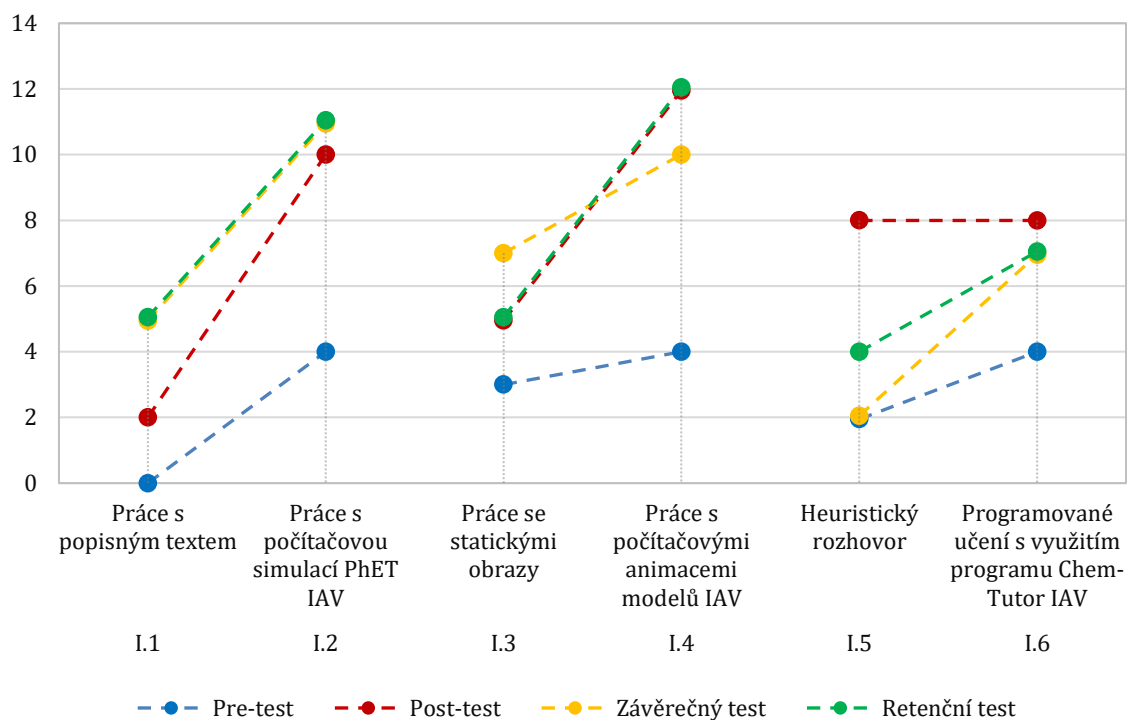 14
12
10
8
6
4
2
0
Práce s
popisným textem
Práce s
počítačovou
simulací PhET
IAV
Práce se
statickými
obrazy
Práce s
počítačovými
animacemi
modelů IAV
Heuristický
rozhovor
Programované
učení s využitím
programu Chem-
Tutor IAV
I.1
I.2
I.3
I.4
I.5
I.6
Pre-test
Post-test
Závěrečný test
Retenční test